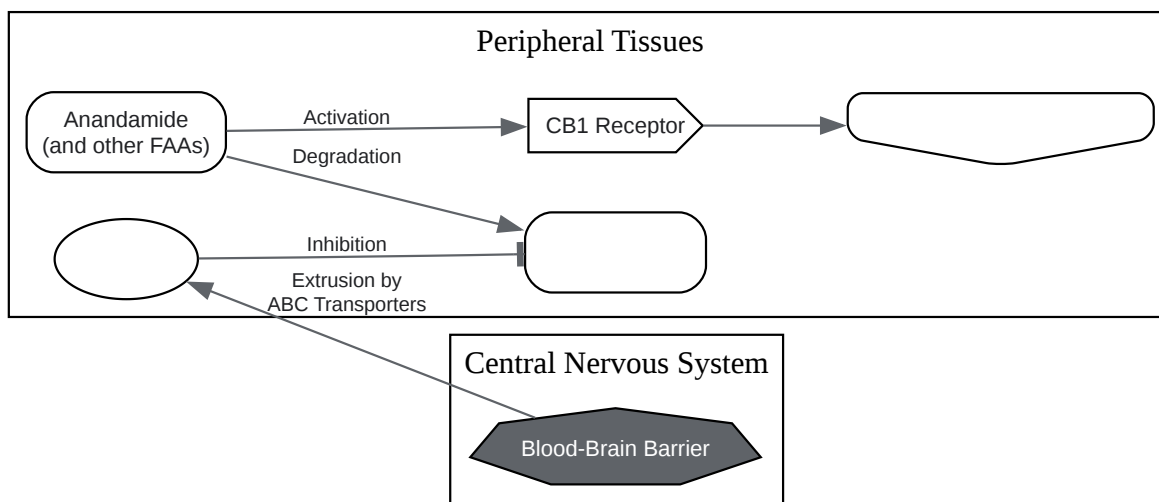 Peripheral Tissues
Anandamide
(and other FAAs)
Activation
CB1 Receptor
Degradation
Inhibition
Extrusion by
ABC Transporters
Central Nervous System
Blood-Brain Barrier